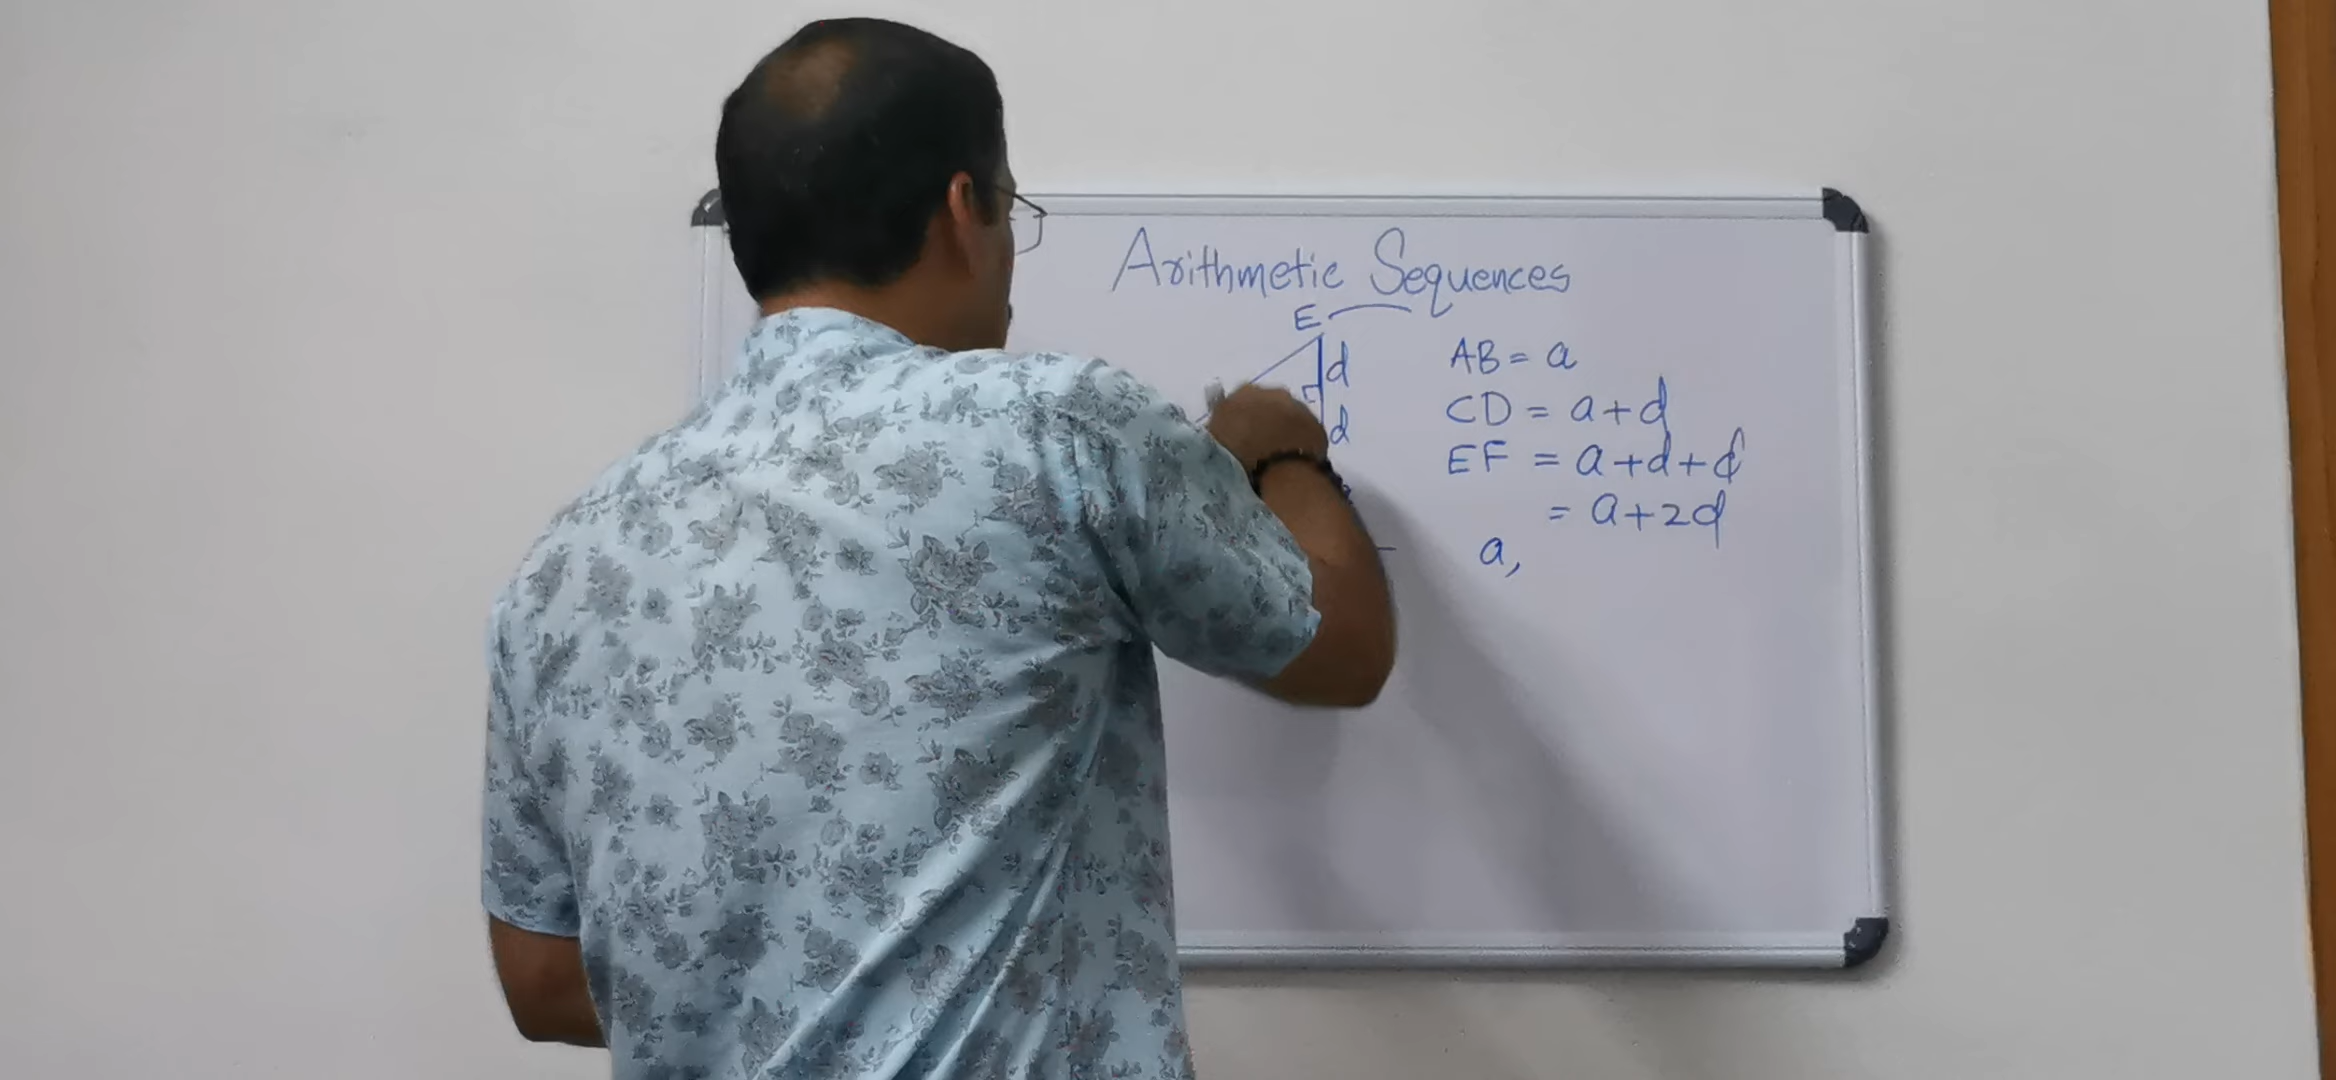 Arithmetic Sequences
E
d
d
AB = a
CD = a+d
EF = a+d+d
= a+2d
a,